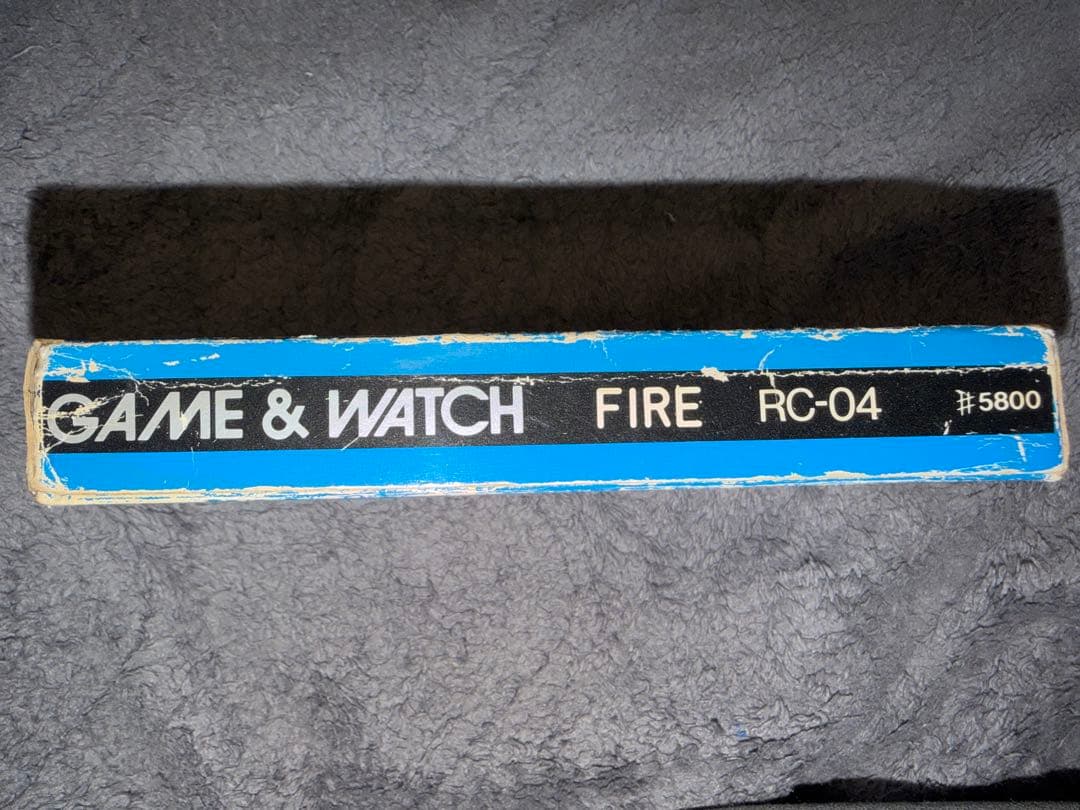 GAME & WATCH FIRE RC-04 #5800